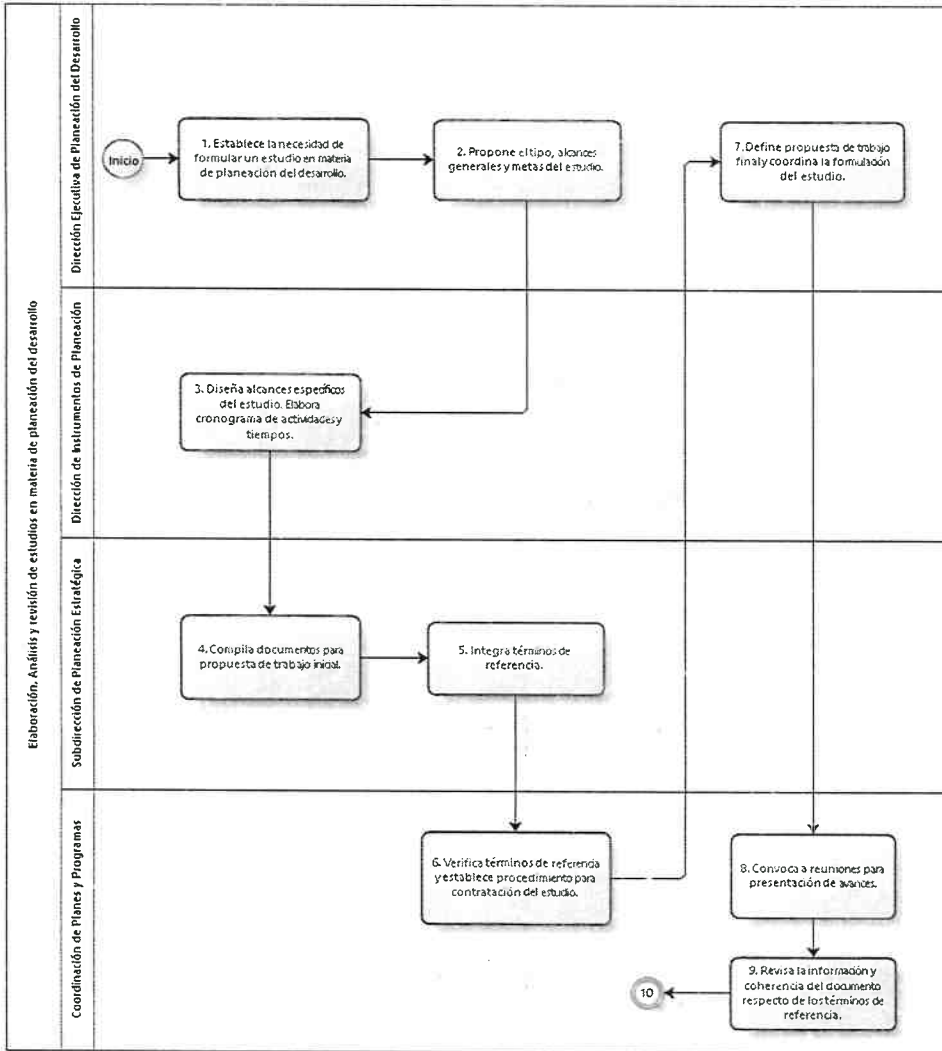 Elaboración, Análisis y revisión de estudios en materia de planeación del desarrollo
Dirección Ejecutiva de Planeación del Desarrollo
Inicio
1. Establece la necesidad de
formular un estudio en materia
de planeación del desarrollo.
2. Propone el tipo, alcances
generales y metas del estudio.
7. Define propuesta de trabajo
final y coordina la formulación
del estudio.
Dirección de Instrumentos de Planeación
3. Diseña alcances específicos
del estudio. Elabora
cronograma de actividades y
tiempos.
Subdirección de Planeación Estratégica
4. Compila documentos para
propuesta de trabajo inicial.
5. Integra términos de
referencia.
Coordinación de Planes y Programas
6. Verifica términos de referencia
y establece procedimiento para
contratación del estudio.
8. Convoca a reuniones para
presentación de avances.
9. Revisa la información y
coherencia del documento
respecto de los términos de
referencia.
10